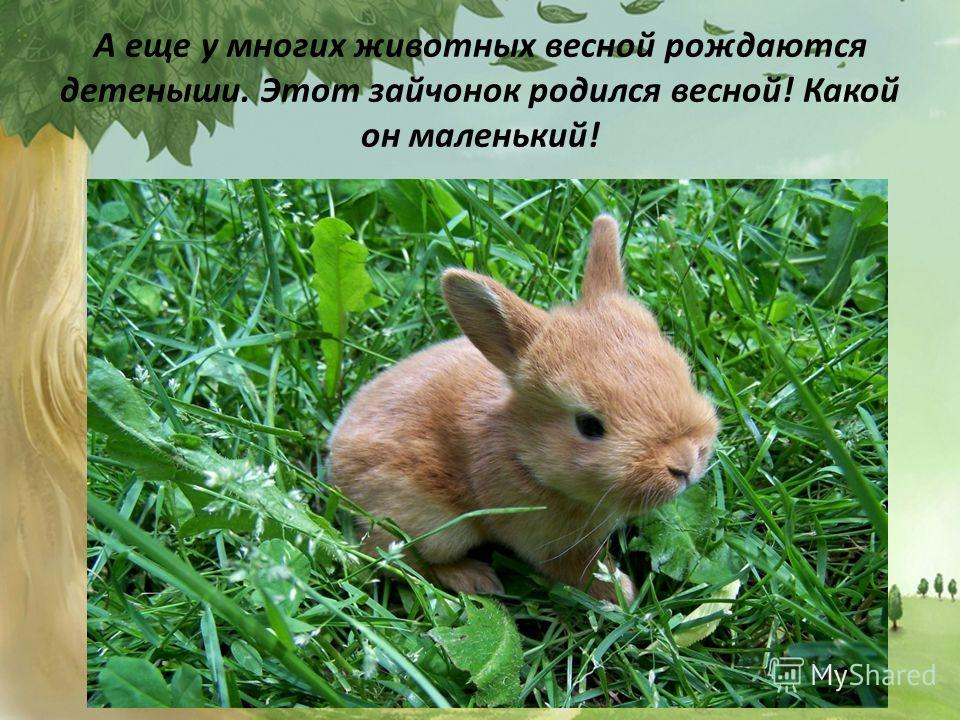 А еще у многих животных весной рождаются
детеныши. Этот зайчонок родился весной! Какой
он маленький!
MyShared